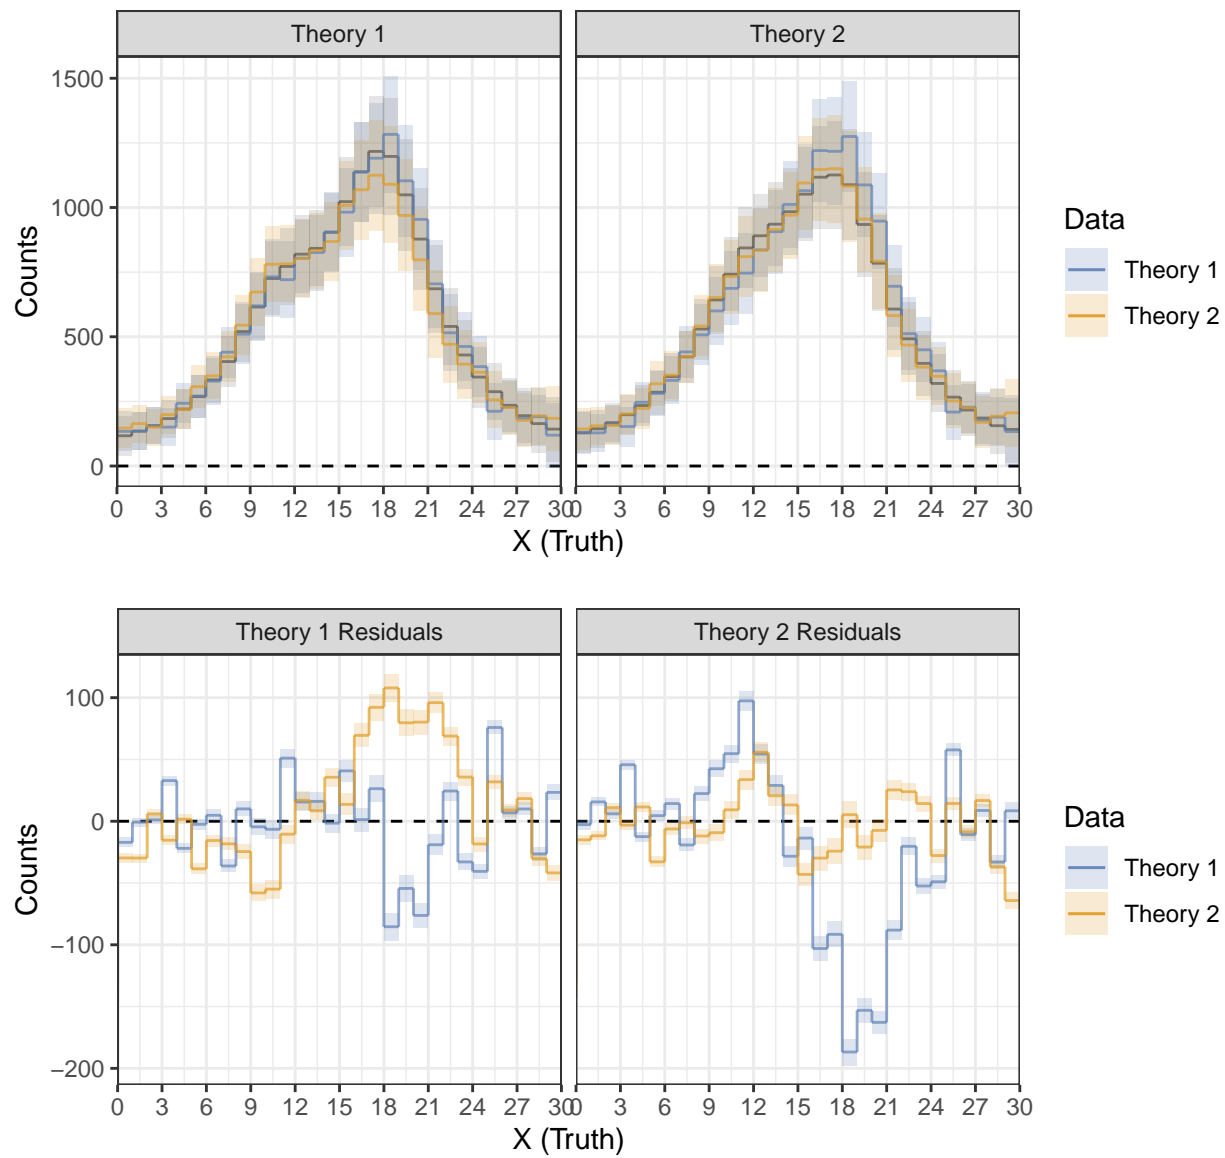 Theory 1
Theory 2
1500
1000
500
0
Counts
0 3 6 9 12 15 18 21 24 27 30
0 3 6 9 12 15 18 21 24 27 30
X (Truth)
Data
Theory 1
Theory 2
Theory 1 Residuals
Theory 2 Residuals
100
0
−100
−200
Counts
0 3 6 9 12 15 18 21 24 27 30
0 3 6 9 12 15 18 21 24 27 30
X (Truth)
Data
Theory 1
Theory 2